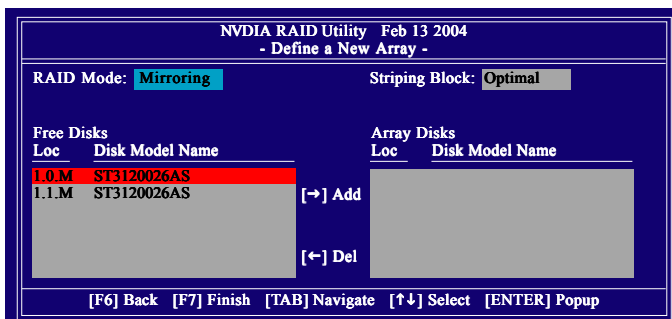 NVDIA RAID Utility Feb 13 2004
- Define a New Array -
RAID Mode: Mirroring
Striping Block: Optimal
Free Disks
Loc Disk Model Name
1.0.M ST3120026AS
1.1.M ST3120026AS
[→] Add
[←] Del
Array Disks
Loc Disk Model Name
[F6] Back [F7] Finish [TAB] Navigate [↑↓] Select [ENTER] Popup